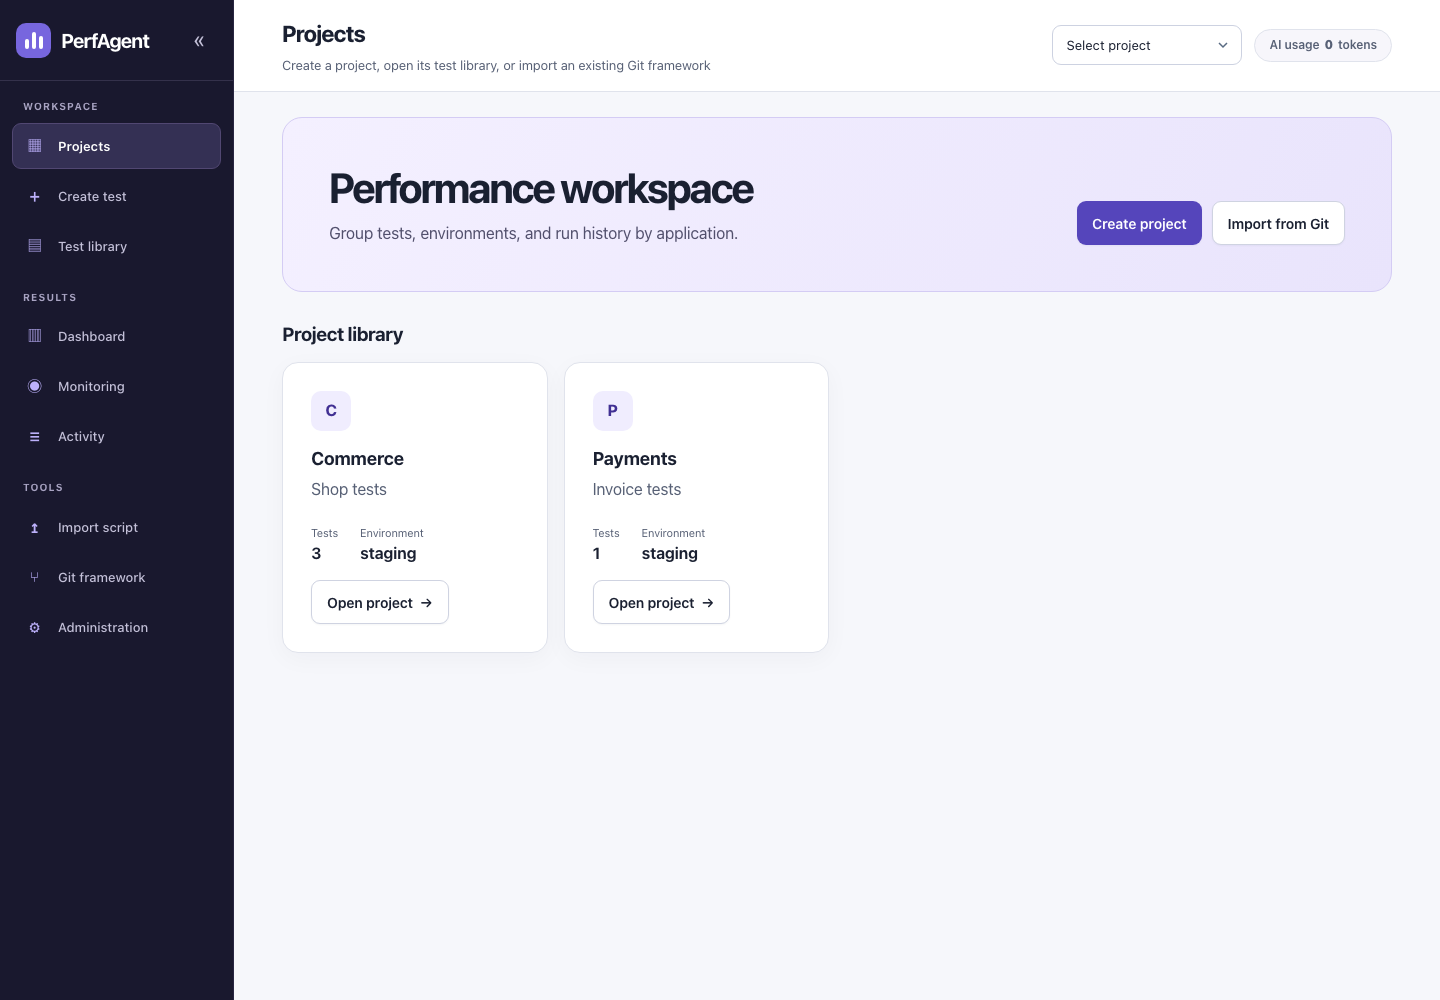 PerfAgent
«
WORKSPACE
Projects
Create test
Test library
RESULTS
Dashboard
Monitoring
Activity
TOOLS
Import script
Git framework
Administration
Projects
Create a project, open its test library, or import an existing Git framework
Select project
AI usage 0 tokens
Performance workspace
Group tests, environments, and run history by application.
Create project
Import from Git
Project library
C
Commerce
Shop tests
Tests Environment
3 staging
Open project →
P
Payments
Invoice tests
Tests Environment
1 staging
Open project →